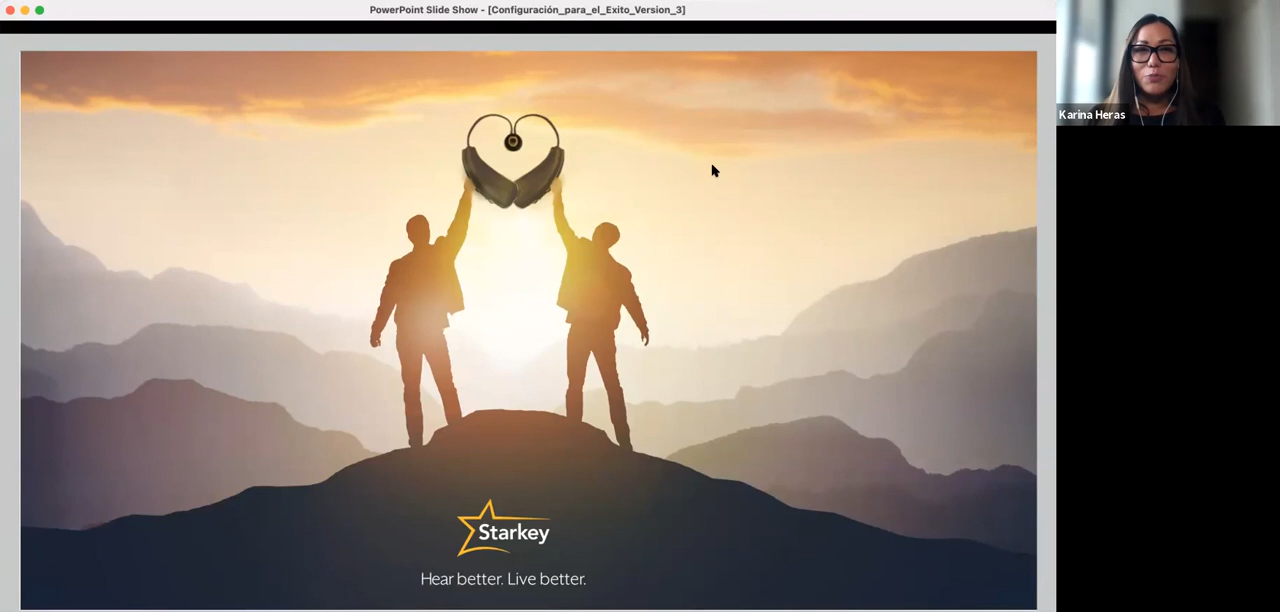 PowerPoint Slide Show - [Configuración_para_el_Exito_Version_3]
Karina Heras
Starkey
Hear better. Live better.